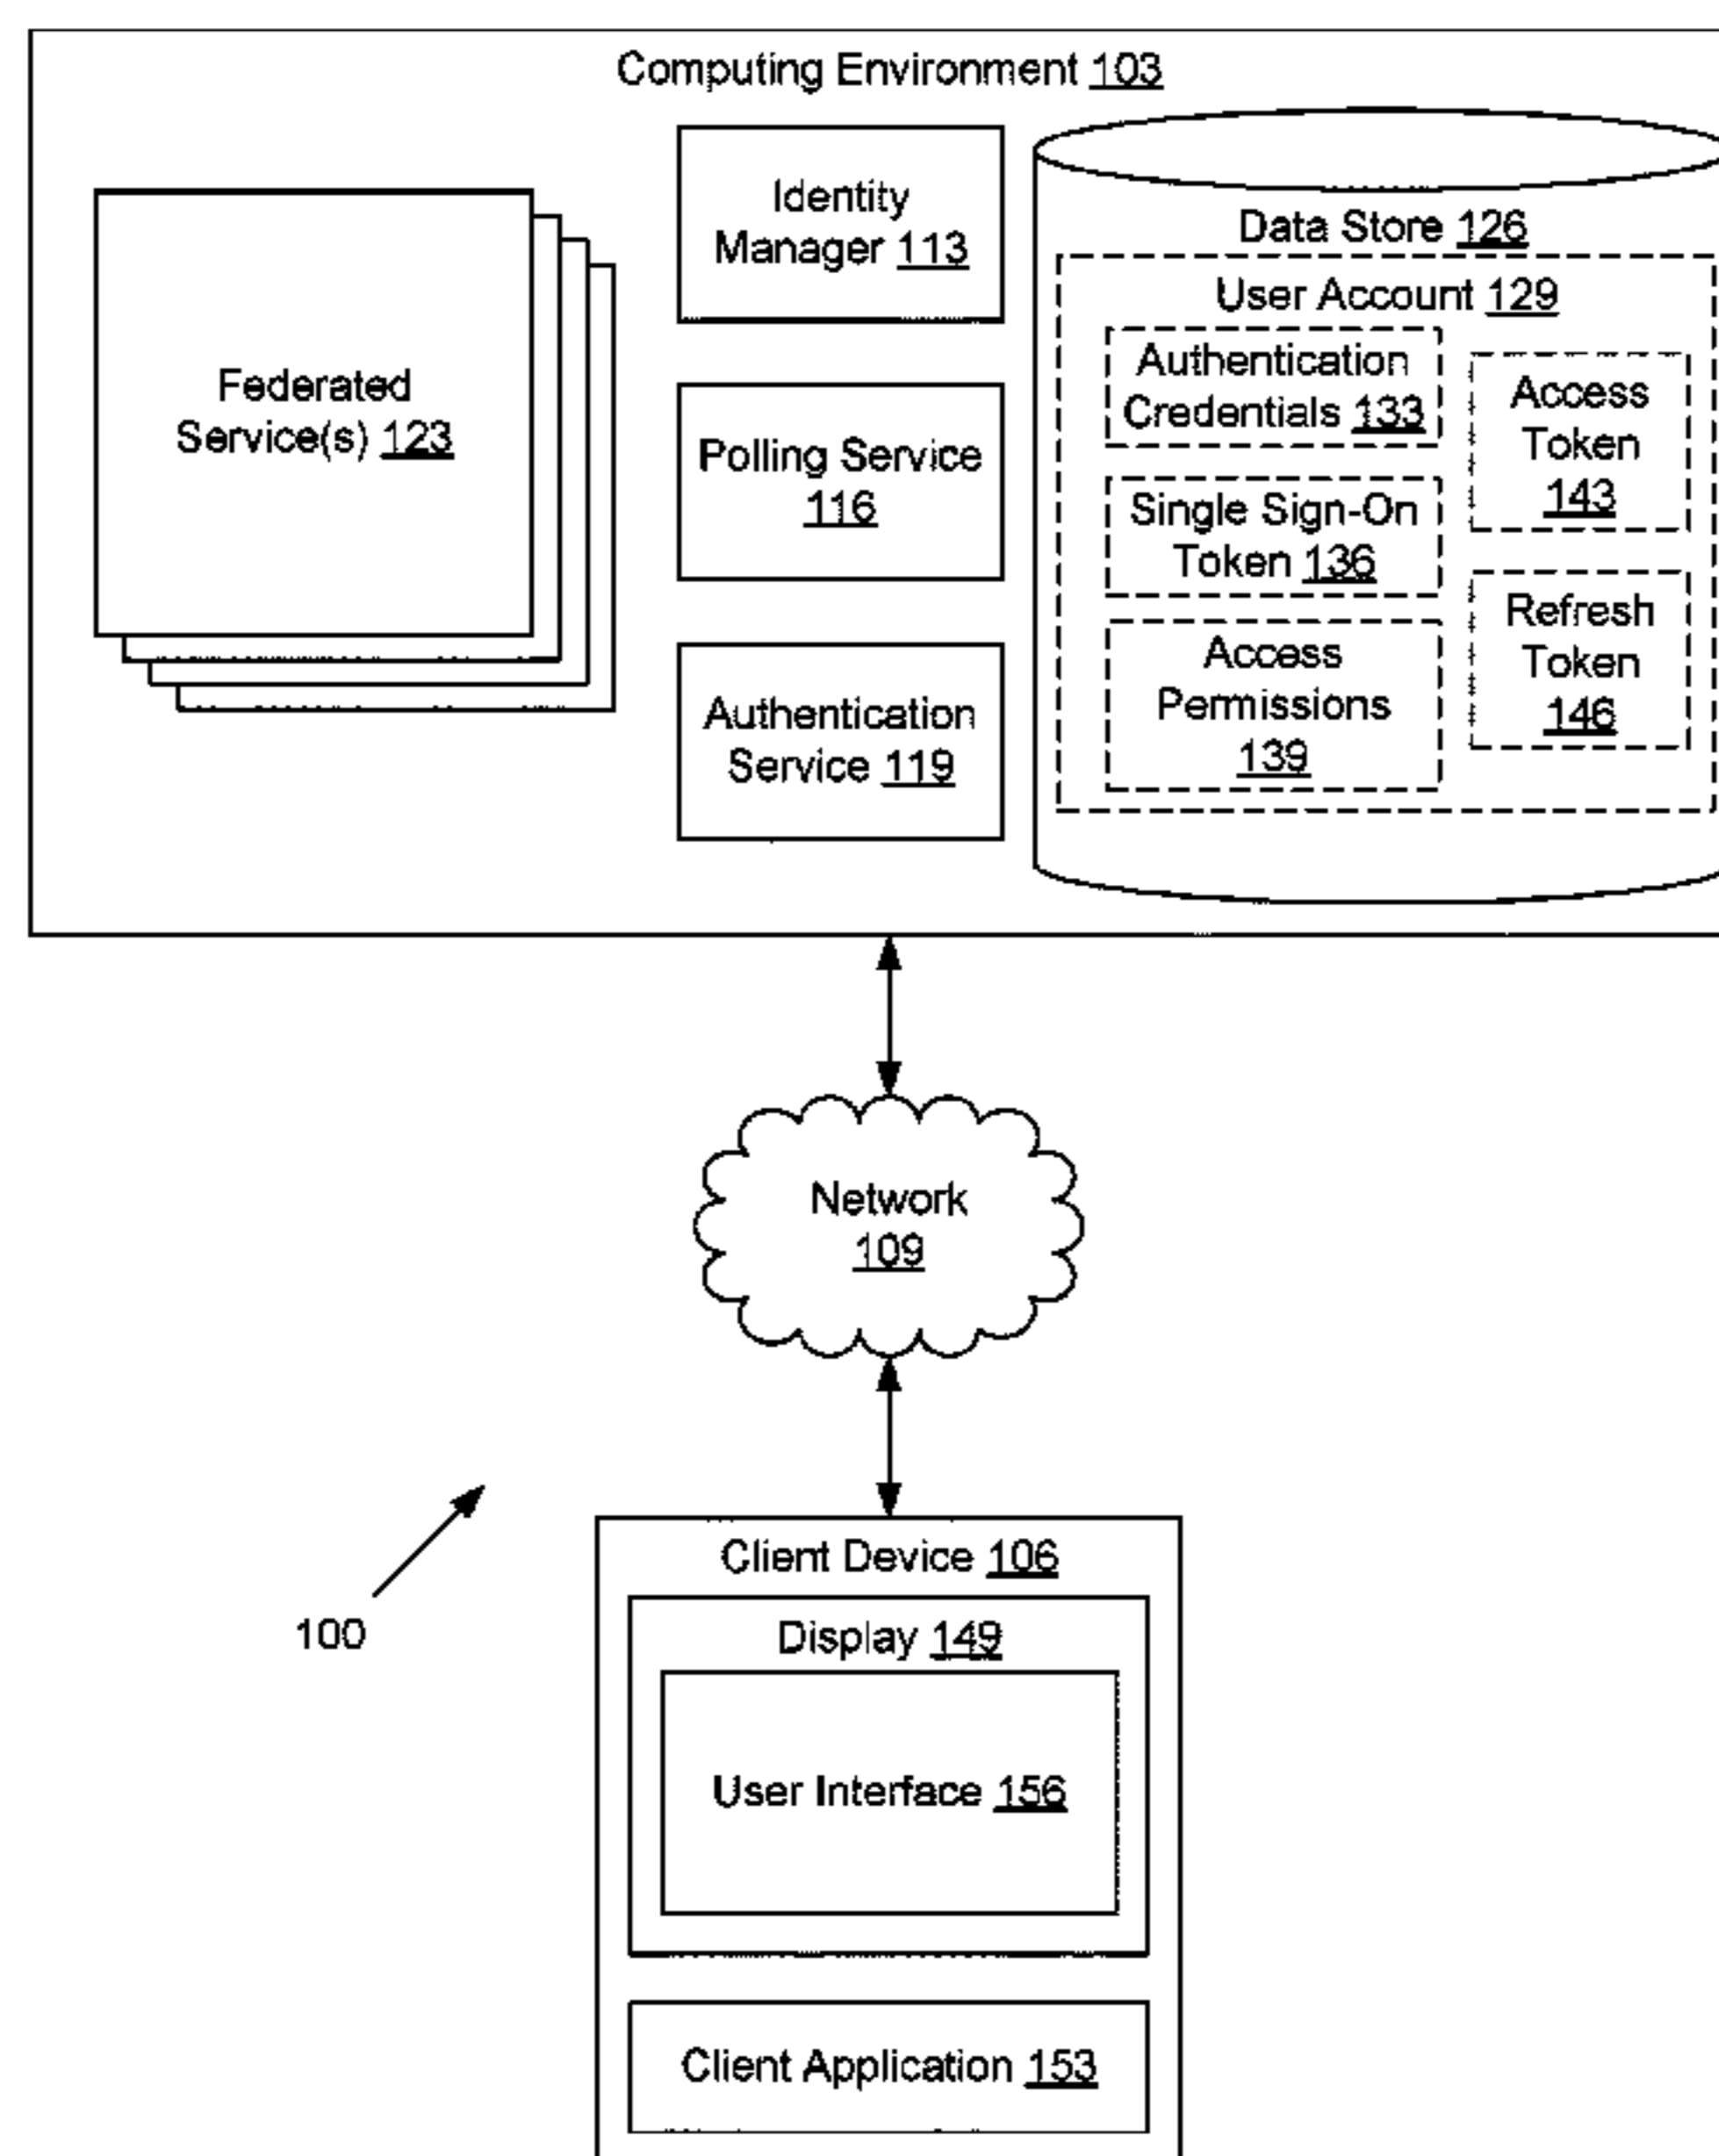 Computing Environment 103
Federated
Service(s) 123
Identity
Manager 113
Polling Service
116
Authentication
Service 119
Data Store 126
User Account 129
Authentication
Credentials 133
Single Sign-On
Token 136
Access
Permissions
139
Access
Token
143
Refresh
Token
146
Network
109
100
Client Device 106
Display 149
User Interface 156
Client Application 153